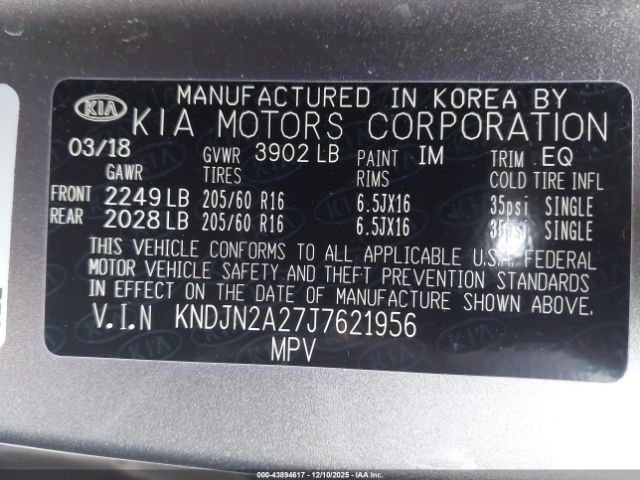 MANUFACTURED IN KOREA BY
KIA KIA MOTORS CORPORATION
03/18 GVWR 3902 LB PAINT IM TRIM EQ
GAWR TIRES RIMS COLD TIRE INFL
FRONT 2249 LB 205/60 R16 6.5JX16 35psi SINGLE
REAR 2028 LB 205/60 R16 6.5JX16 35psi SINGLE
THIS VEHICLE CONFORMS TO ALL APPLICABLE U.S.A. FEDERAL
MOTOR VEHICLE SAFETY AND THEFT PREVENTION STANDARDS
IN EFFECT ON THE DATE OF MANUFACTURE SHOWN ABOVE.
V.I.N KNDJN2A27J7621956
MPV
000-43894617 - 12/10/2025 - IAAI.com